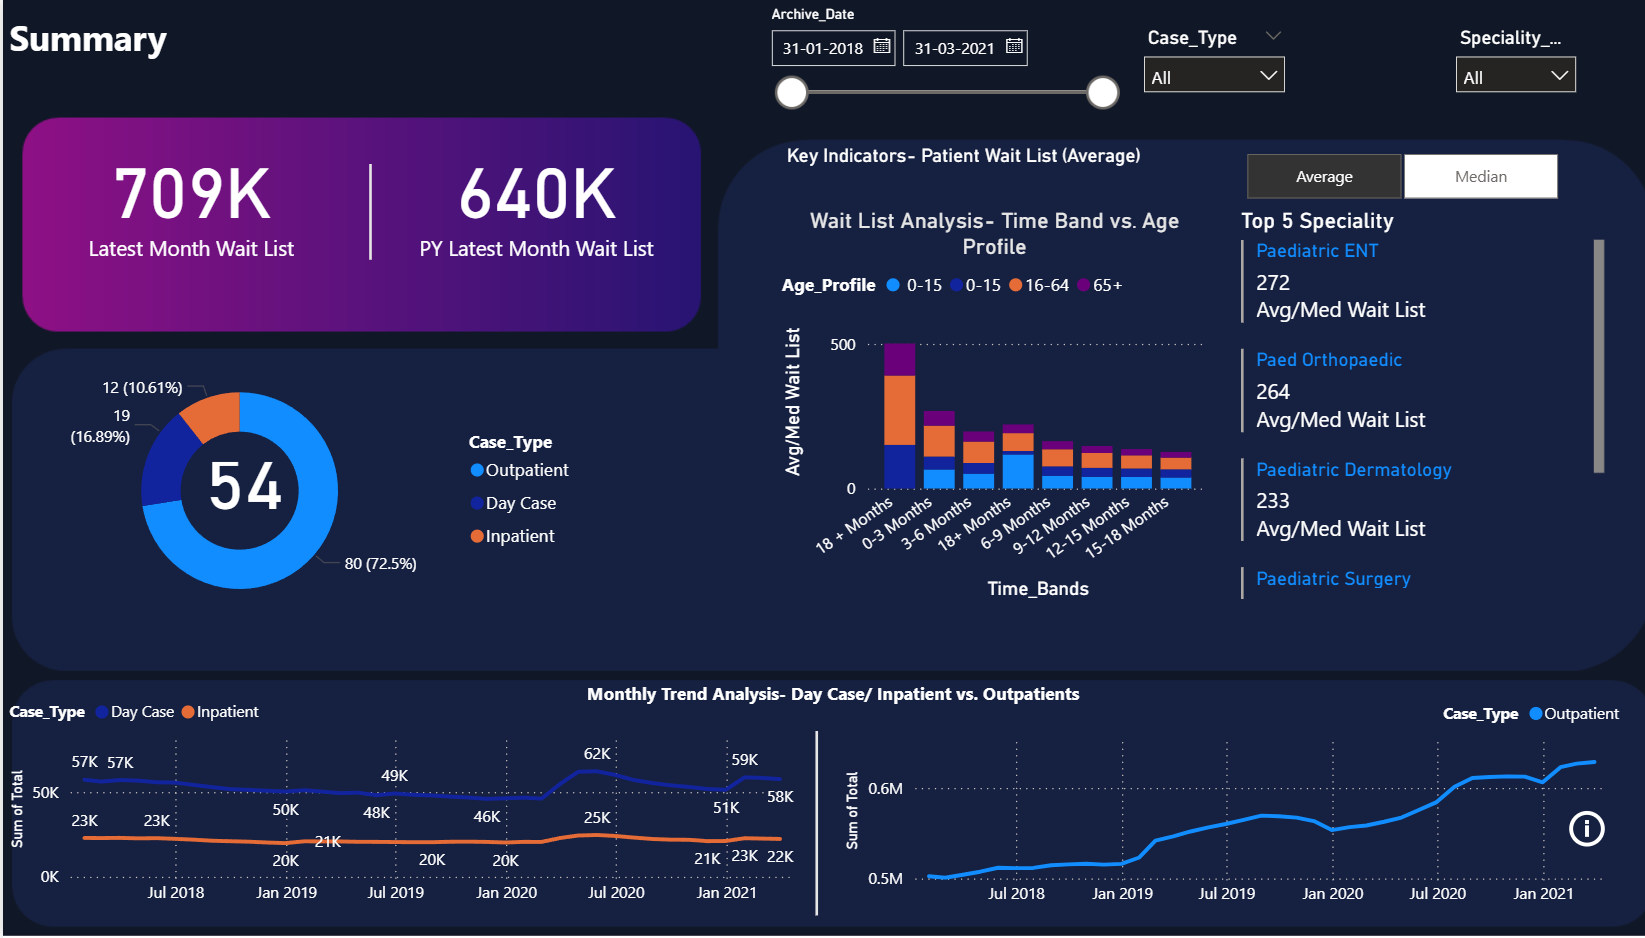 Summary
Archive_Date
31-01-2018
31-03-2021
Case_Type
All
Speciality_...
All
709K
Latest Month Wait List
640K
PY Latest Month Wait List
12 (10.61%)
19
(16.89%)
54
80 (72.5%)
Case_Type
Outpatient
Day Case
Inpatient
Key Indicators- Patient Wait List (Average)
Average
Median
Wait List Analysis- Time Band vs. Age
Profile
Age_Profile 0-15 0-15 16-64 65+
Avg/Med Wait List
500
0
18 + Months
0-3 Months
3-6 Months
18+ Months
6-9 Months
9-12 Months
12-15 Months
15-18 Months
Time_Bands
Top 5 Speciality
Paediatric ENT
272
Avg/Med Wait List
Paed Orthopaedic
264
Avg/Med Wait List
Paediatric Dermatology
233
Avg/Med Wait List
Paediatric Surgery
Monthly Trend Analysis- Day Case/ Inpatient vs. Outpatients
Case_Type Day Case Inpatient
Sum of Total
50K
0K
57K 57K
49K
62K
59K
50K
48K
46K
51K
58K
23K 23K
21K
25K
20K
20K
20K
21K 23K 22K
Jul 2018 Jan 2019 Jul 2019 Jan 2020 Jul 2020 Jan 2021
Case_Type Outpatient
Sum of Total
0.6M
0.5M
i
Jul 2018 Jan 2019 Jul 2019 Jan 2020 Jul 2020 Jan 2021